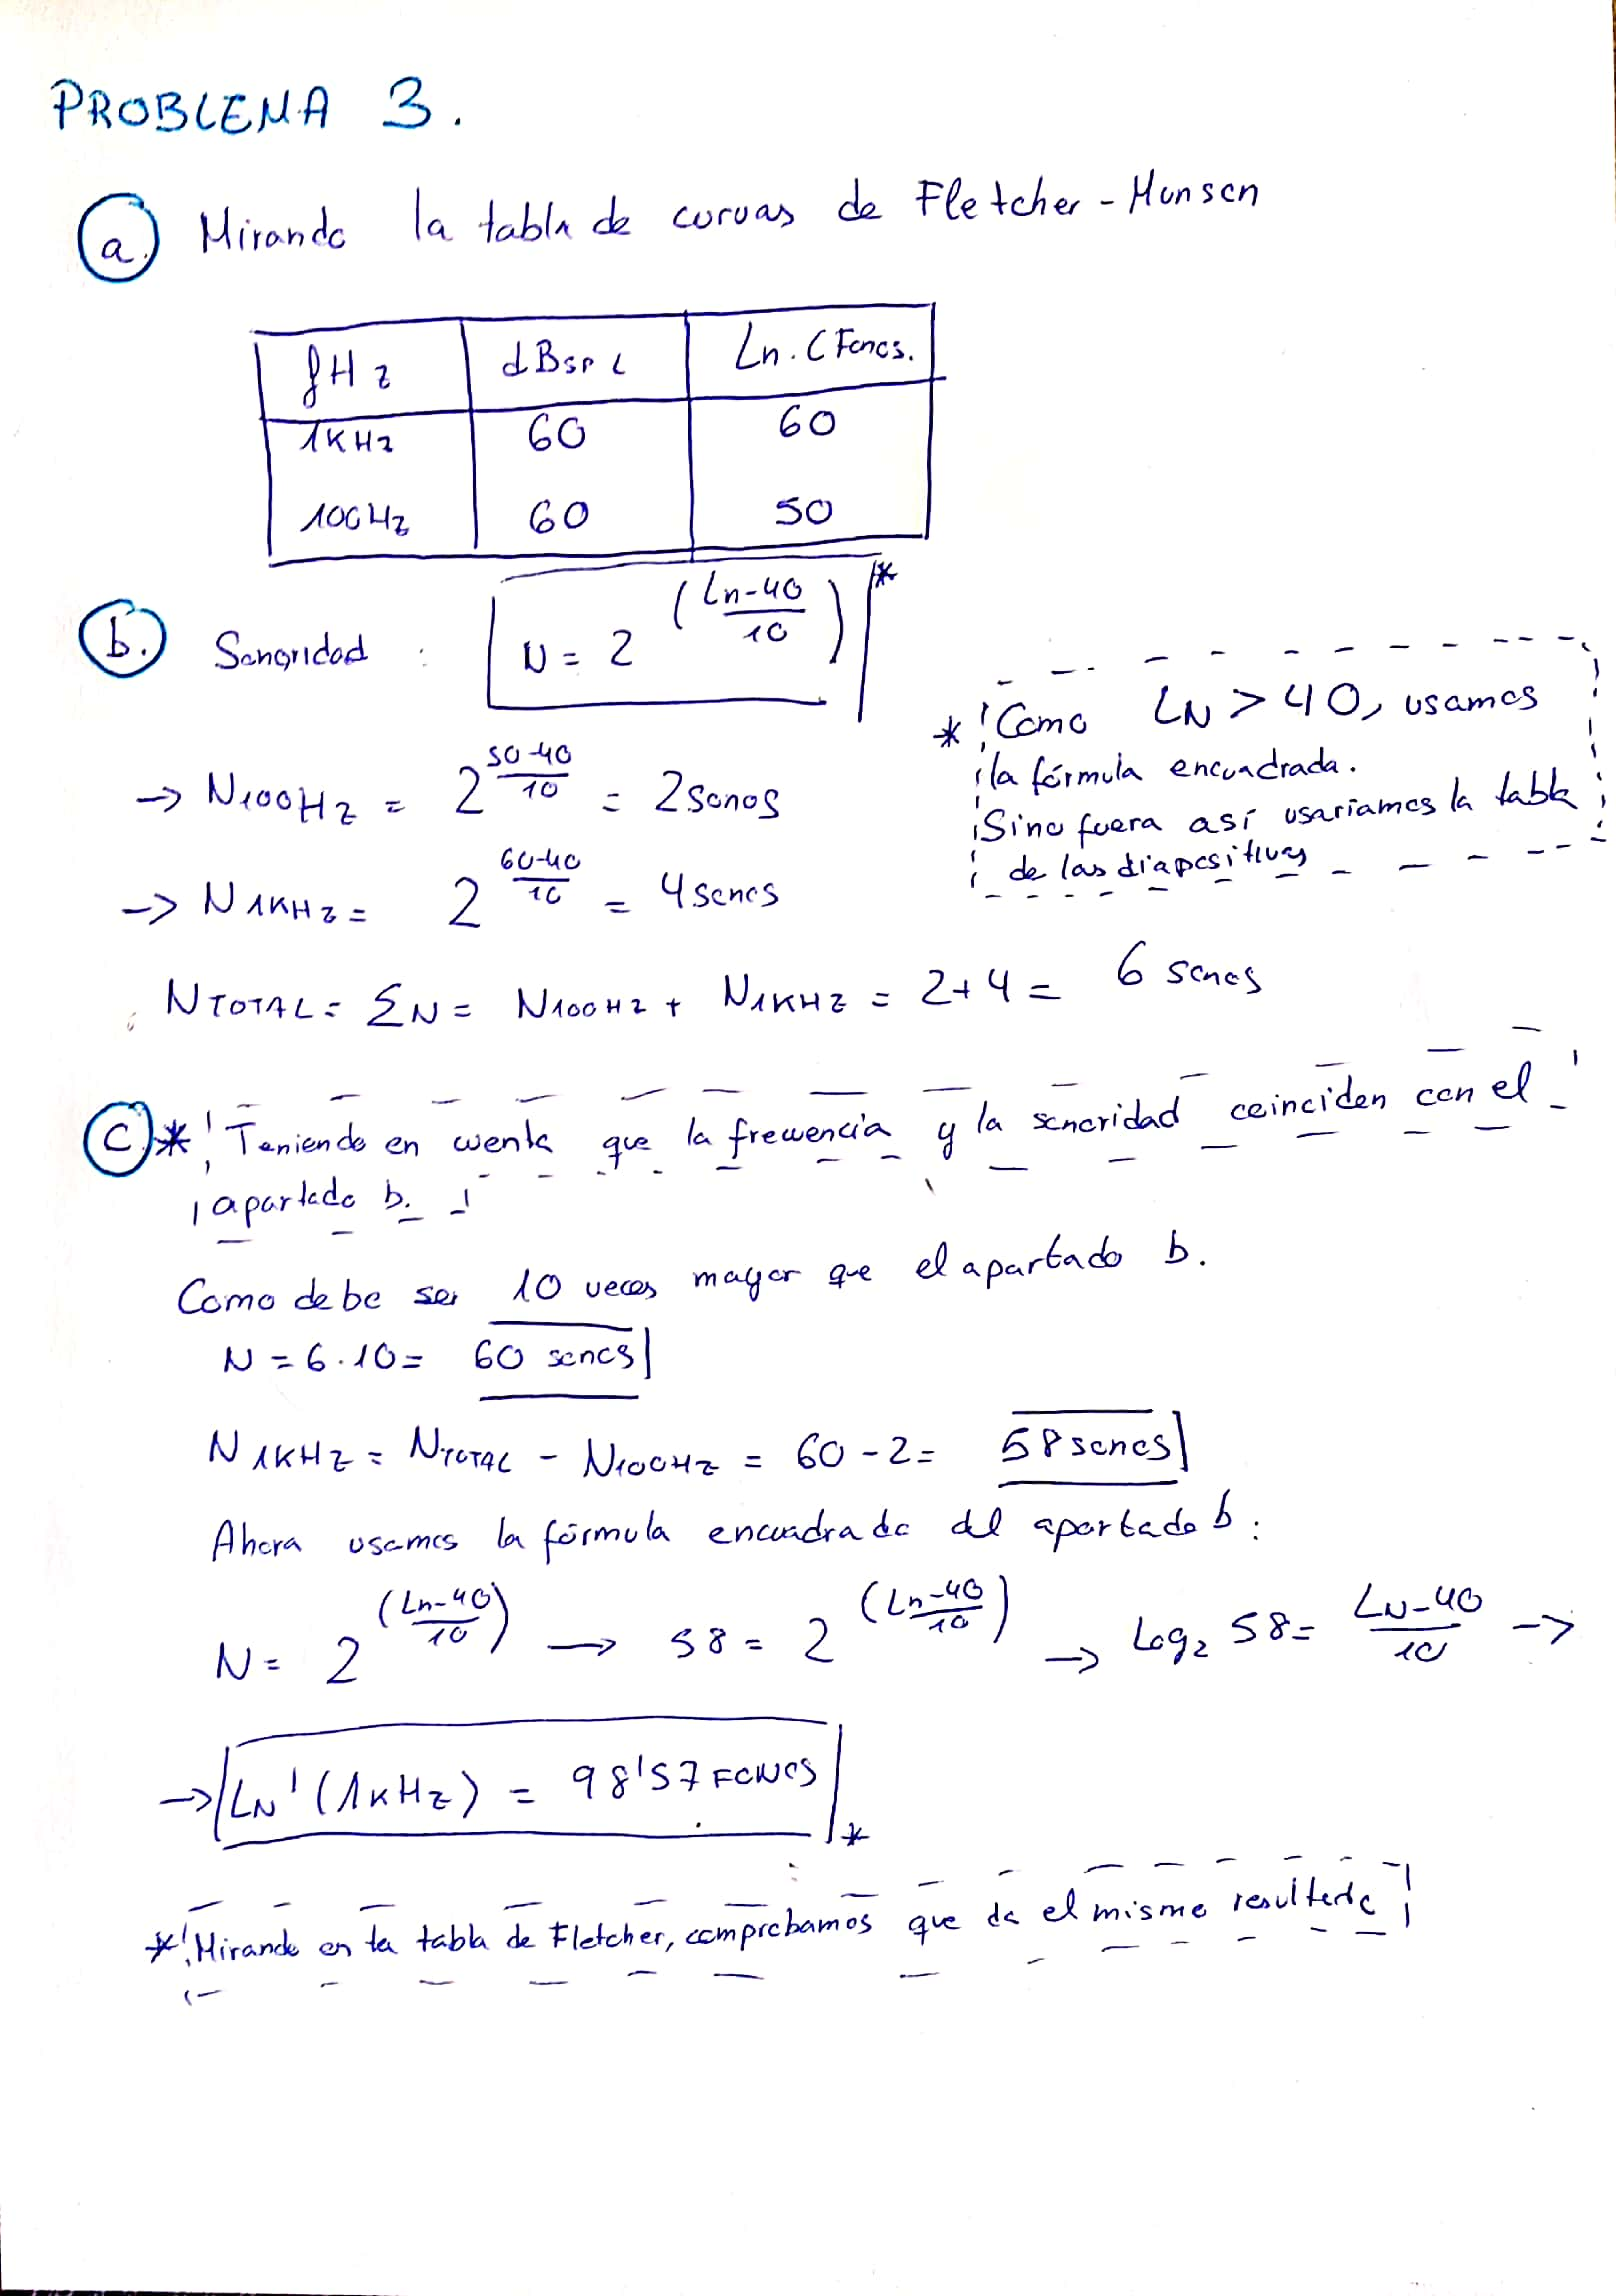 PROBLEMA 3.
a. Mirando la tabla de curvas de Fletcher-Munson
fHz dBSPL Ln. (Fonos.
1KHz 60 60
100Hz 60 50
b. Sonoridad : N = 2^((Ln-40)/10) *
* Como LN > 40, usamos
la fórmula encuadrada.
Sino fuera así usariamos la tabla
de las diapositivas
-> N100Hz = 2^((50-40)/10) = 2 sonos
-> N1KHz = 2^((60-40)/10) = 4 sonos
NTOTAL = ΣN = N100Hz + N1KHz = 2+4 = 6 sonos
C * Teniendo en cuenta que la frecuencia y la sonoridad coinciden con el
apartado b.
Como debe ser 10 veces mayor que el apartado b.
N = 6·10 = 60 sonos
N1KHz = NTOTAL - N100Hz = 60-2 = 58 sonos
Ahora usamos la fórmula encuadrada del apartado b:
N = 2^((Ln-40)/10) -> 58 = 2^((Ln-40)/10) -> Log2 58 = (LN-40)/10 ->
-> LN' (1KHz) = 98'57 FONOS *
* Mirando en la tabla de Fletcher, comprobamos que da el mismo resultado